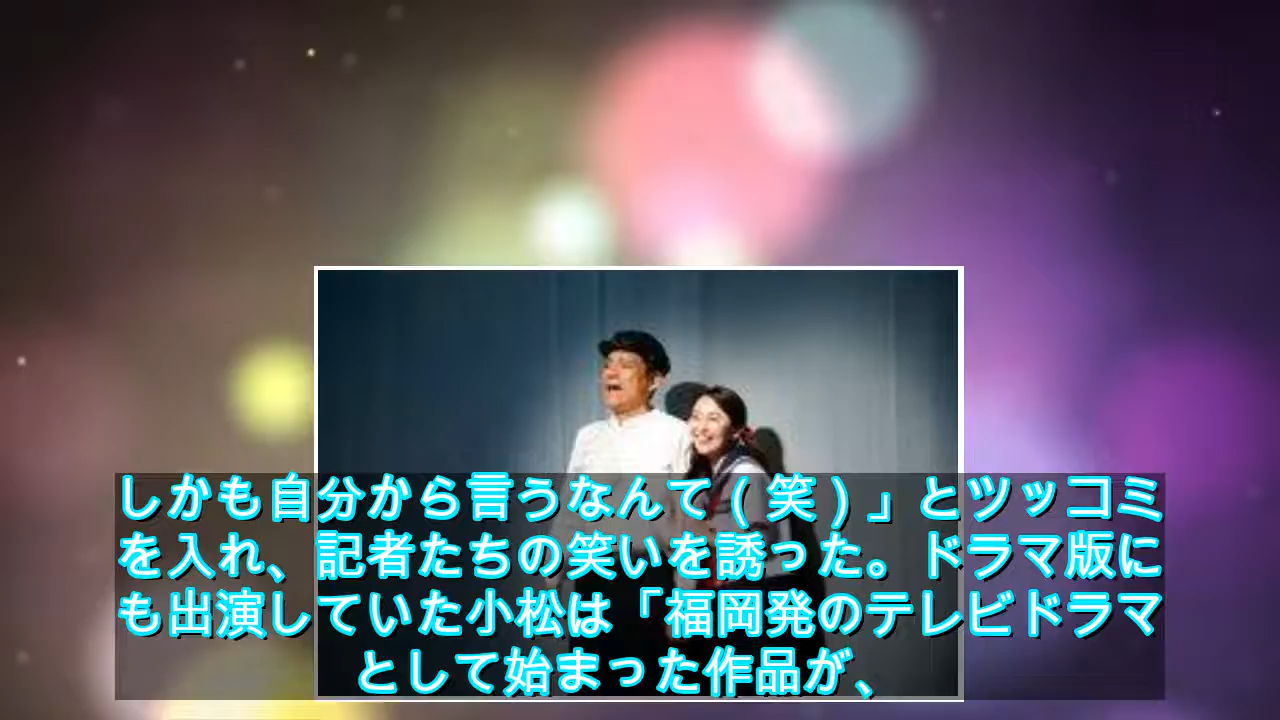 しかも自分から言うなんて(笑)」とツッコミ
を入れ、記者たちの笑いを誘った。ドラマ版に
も出演していた小松は「福岡発のテレビドラマ
として始まった作品が、